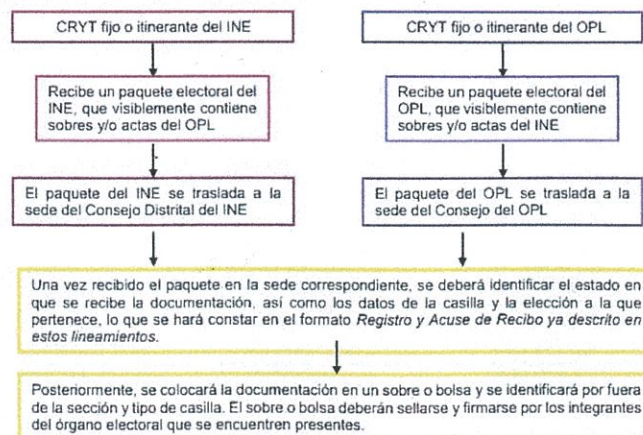 CRYT fijo o itinerante del INE
CRYT fijo o itinerante del OPL
Recibe un paquete electoral del
INE, que visiblemente contiene
sobres y/o actas del OPL
Recibe un paquete electoral del
OPL, que visiblemente contiene
sobres y/o actas del INE
El paquete del INE se traslada a la
sede del Consejo Distrital del INE
El paquete del OPL se traslada a la
sede del Consejo del OPL
Una vez recibido el paquete en la sede correspondiente, se deberá identificar el estado en
que se recibe la documentación, así como los datos de la casilla y la elección a la que
pertenece, lo que se hará constar en el formato Registro y Acuse de Recibo ya descrito en
estos lineamientos.
Posteriormente, se colocará la documentación en un sobre o bolsa y se identificará por fuera
de la sección y tipo de casilla. El sobre o bolsa deberán sellarse y firmarse por los integrantes
del órgano electoral que se encuentren presentes.